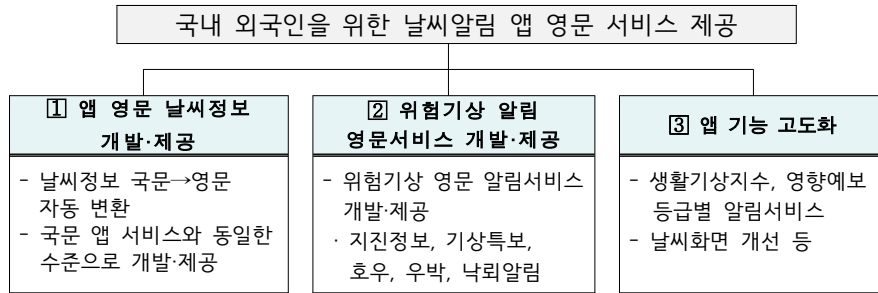 국내 외국인을 위한 날씨알림 앱 영문 서비스 제공
1 앱 영문 날씨정보
개발·제공
- 날씨정보 국문→영문
자동 변환
- 국문 앱 서비스와 동일한
수준으로 개발·제공
2 위험기상 알림
영문서비스 개발·제공
- 위험기상 영문 알림서비스
개발·제공
· 지진정보, 기상특보,
호우, 우박, 낙뢰알림
3 앱 기능 고도화
- 생활기상지수, 영향예보
등급별 알림서비스
- 날씨화면 개선 등